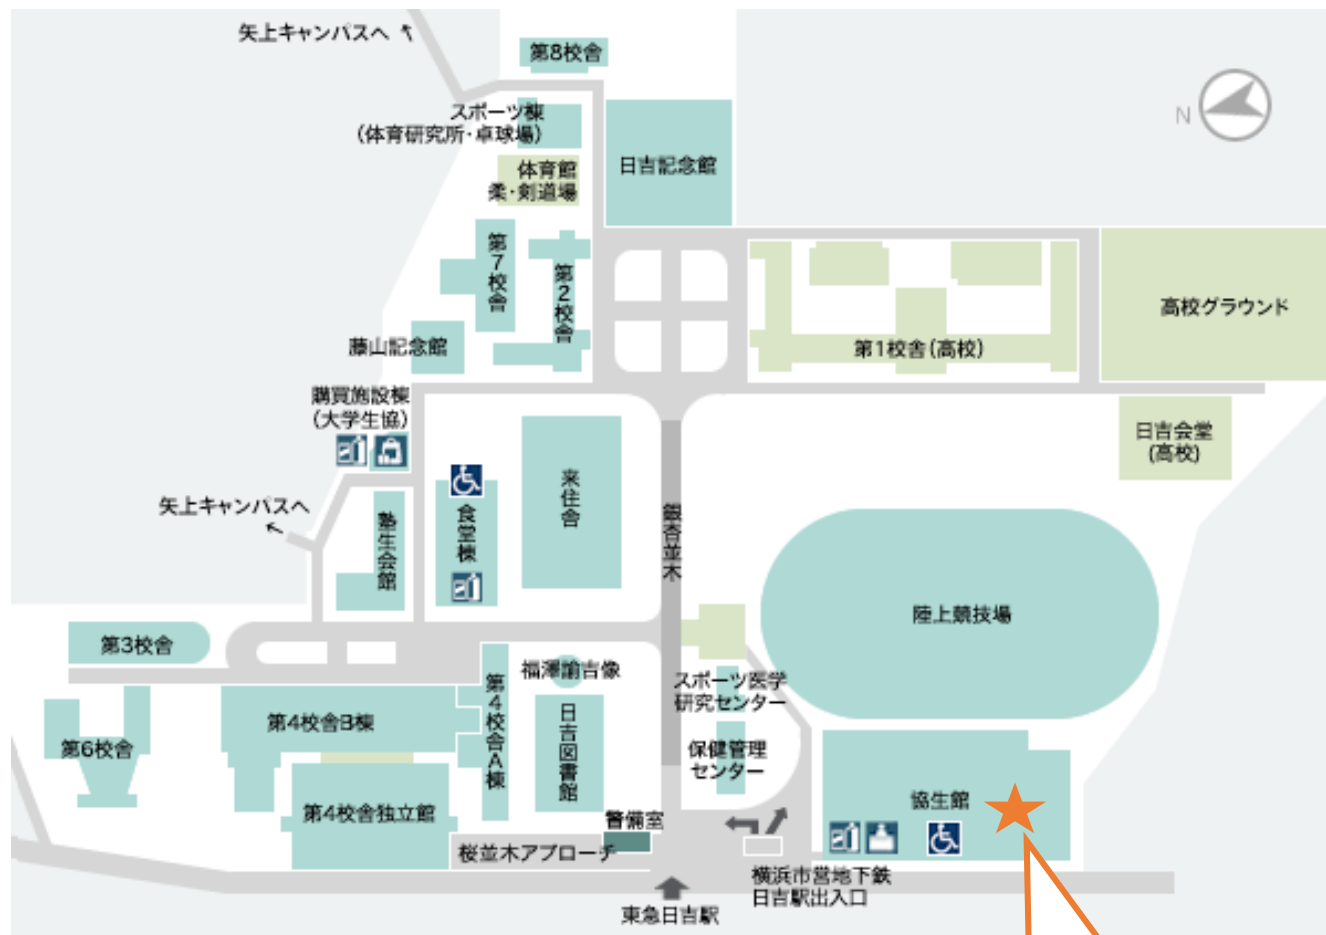 矢上キャンパスへ
第8校舎
スポーツ棟
(体育研究所・卓球場)
N
体育館
柔・剣道場
日吉記念館
第7校舎
第2校舎
高校グラウンド
藤山記念館
第1校舎(高校)
購買施設棟
(大学生協)
日吉会堂
(高校)
矢上キャンパスへ
塾生会館
食堂棟
来住舎
銀杏並木
陸上競技場
第3校舎
福澤諭吉像
スポーツ医学
研究センター
第6校舎
第4校舎B棟
第4校舎A棟
日吉図書館
保健管理
センター
第4校舎独立館
協生館
警備室
桜並木アプローチ
横浜市営地下鉄
日吉駅出入口
東急日吉駅